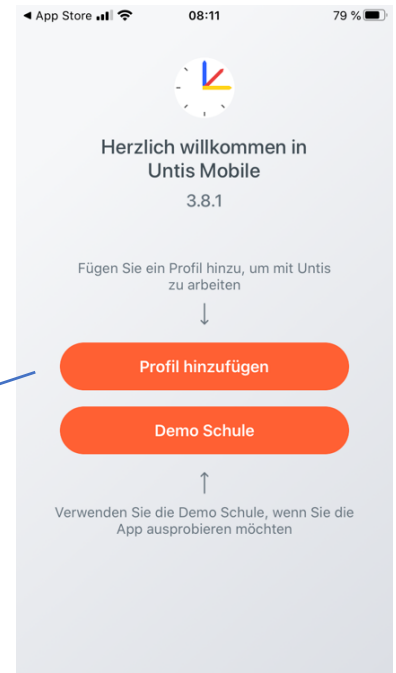 App Store 08:11 79 %
Herzlich willkommen in
Untis Mobile
3.8.1
Fügen Sie ein Profil hinzu, um mit Untis
zu arbeiten
↓
Profil hinzufügen
Demo Schule
↑
Verwenden Sie die Demo Schule, wenn Sie die
App ausprobieren möchten